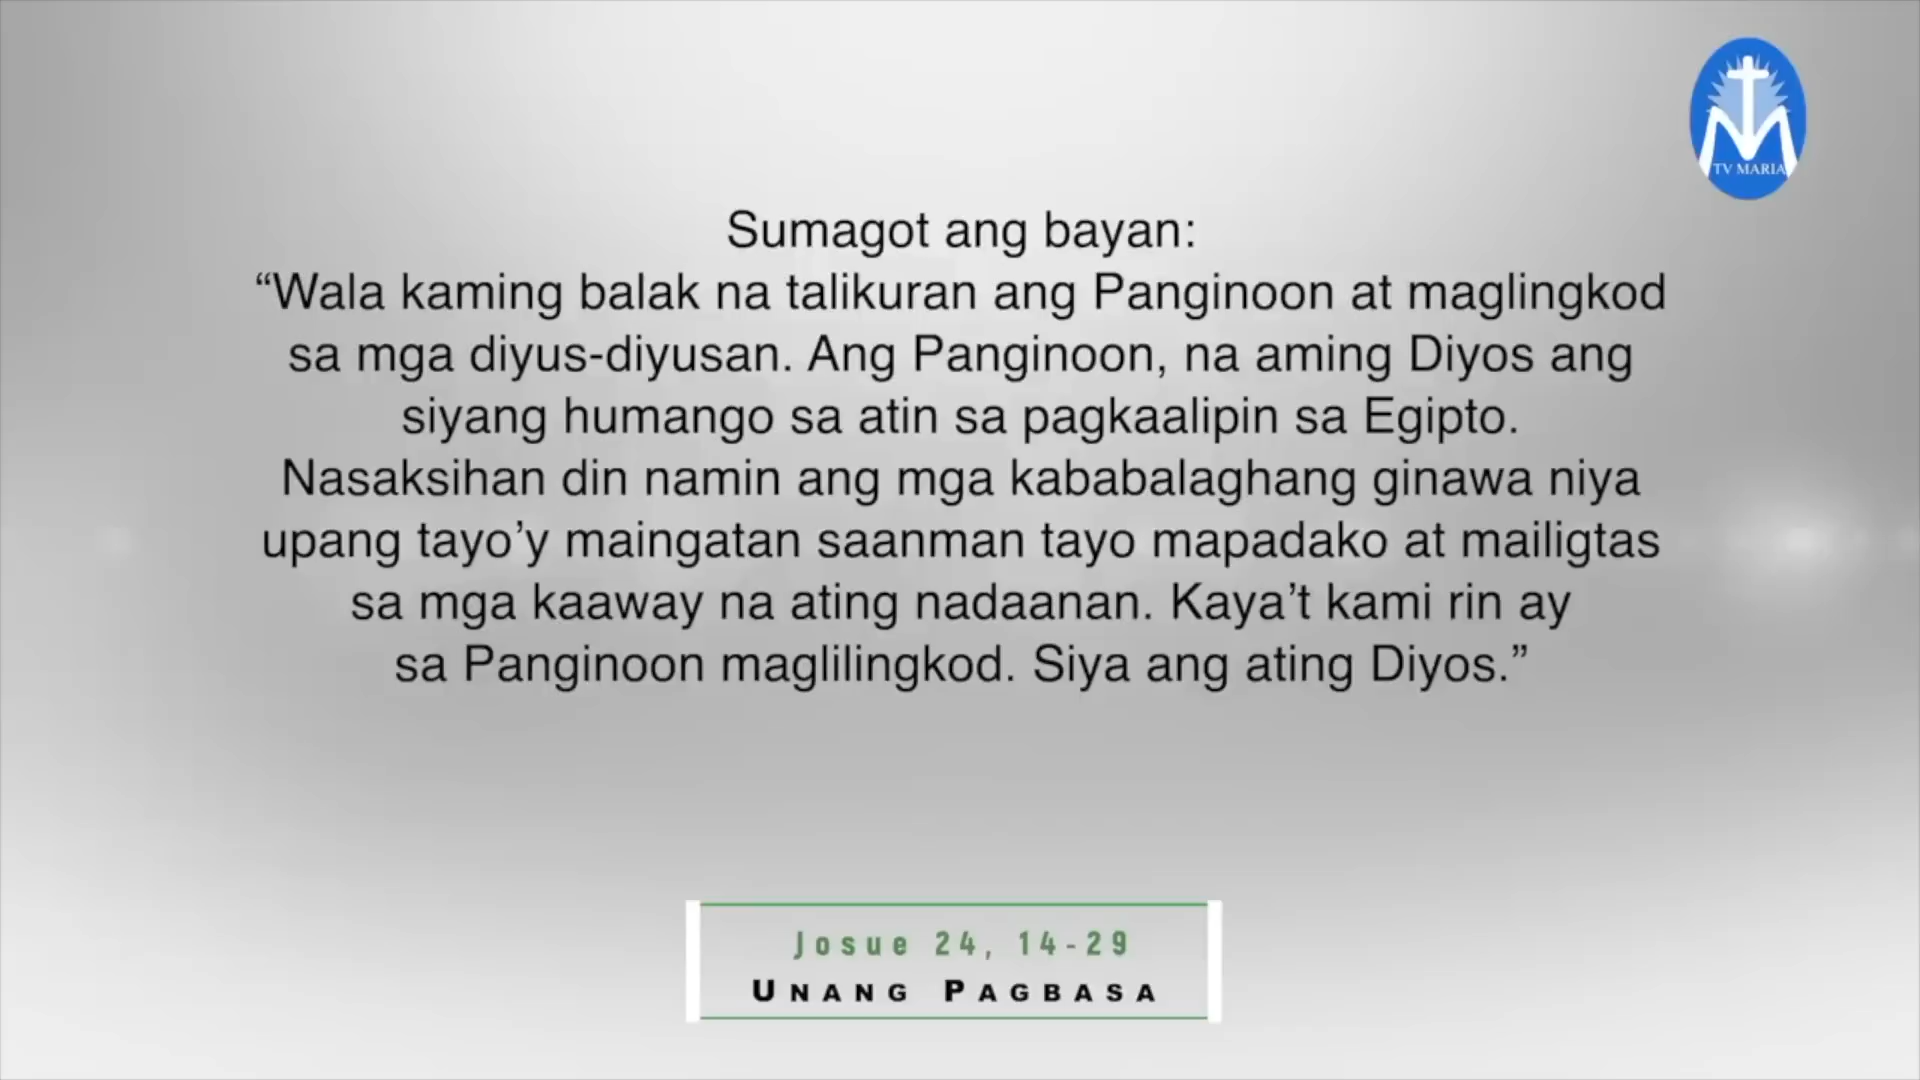 TV MARIA
Sumagot ang bayan:
“Wala kaming balak na talikuran ang Panginoon at maglingkod
sa mga diyus-diyusan. Ang Panginoon, na aming Diyos ang
siyang humango sa atin sa pagkaalipin sa Egipto.
Nasaksihan din namin ang mga kababalaghang ginawa niya
upang tayo’y maingatan saanman tayo mapadako at mailigtas
sa mga kaaway na ating nadaanan. Kaya’t kami rin ay
sa Panginoon maglilingkod. Siya ang ating Diyos.”
Josue 24, 14-29
UNANG PAGBASA